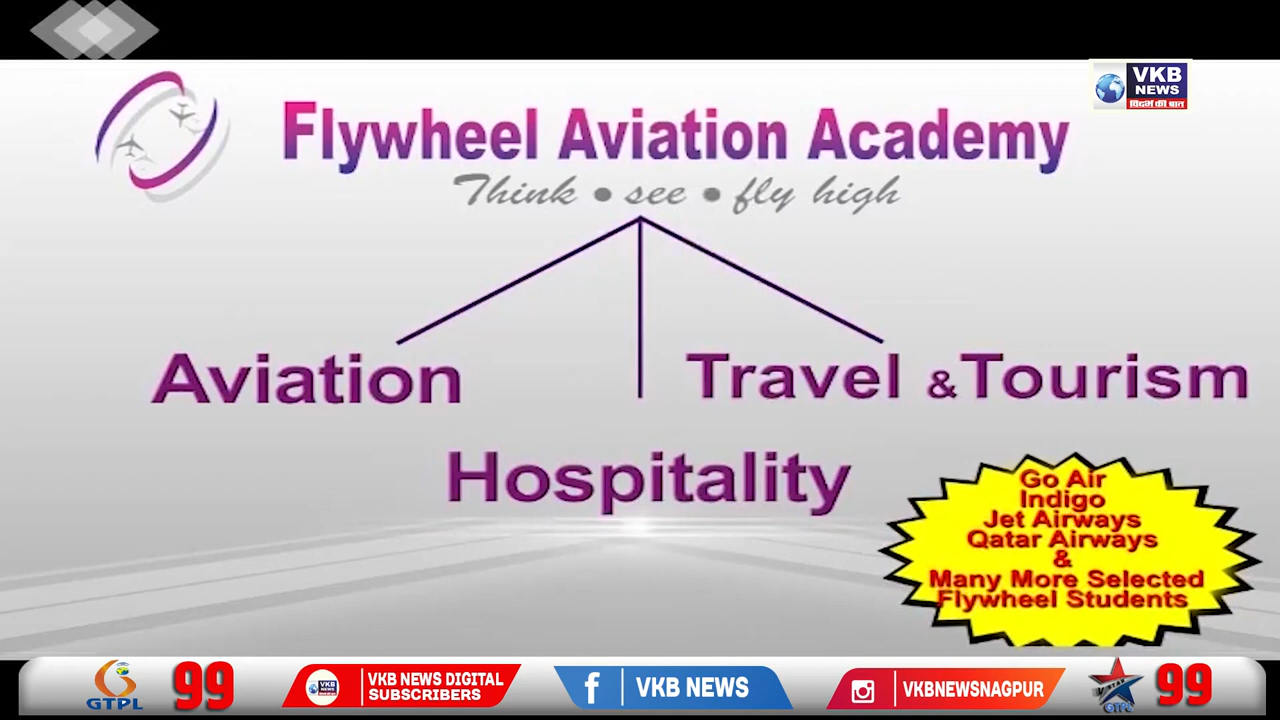 VKB
NEWS
विदर्भ की बात
Flywheel Aviation Academy
Think • see • fly high
Aviation
Travel & Tourism
Hospitality
Go Air
Indigo
Jet Airways
Qatar Airways
&
Many More Selected
Flywheel Students
GTPL
99
VKB NEWS DIGITAL
SUBSCRIBERS
VKB NEWS
VKBNEWSNAGPUR
V STAR
GTPL
99